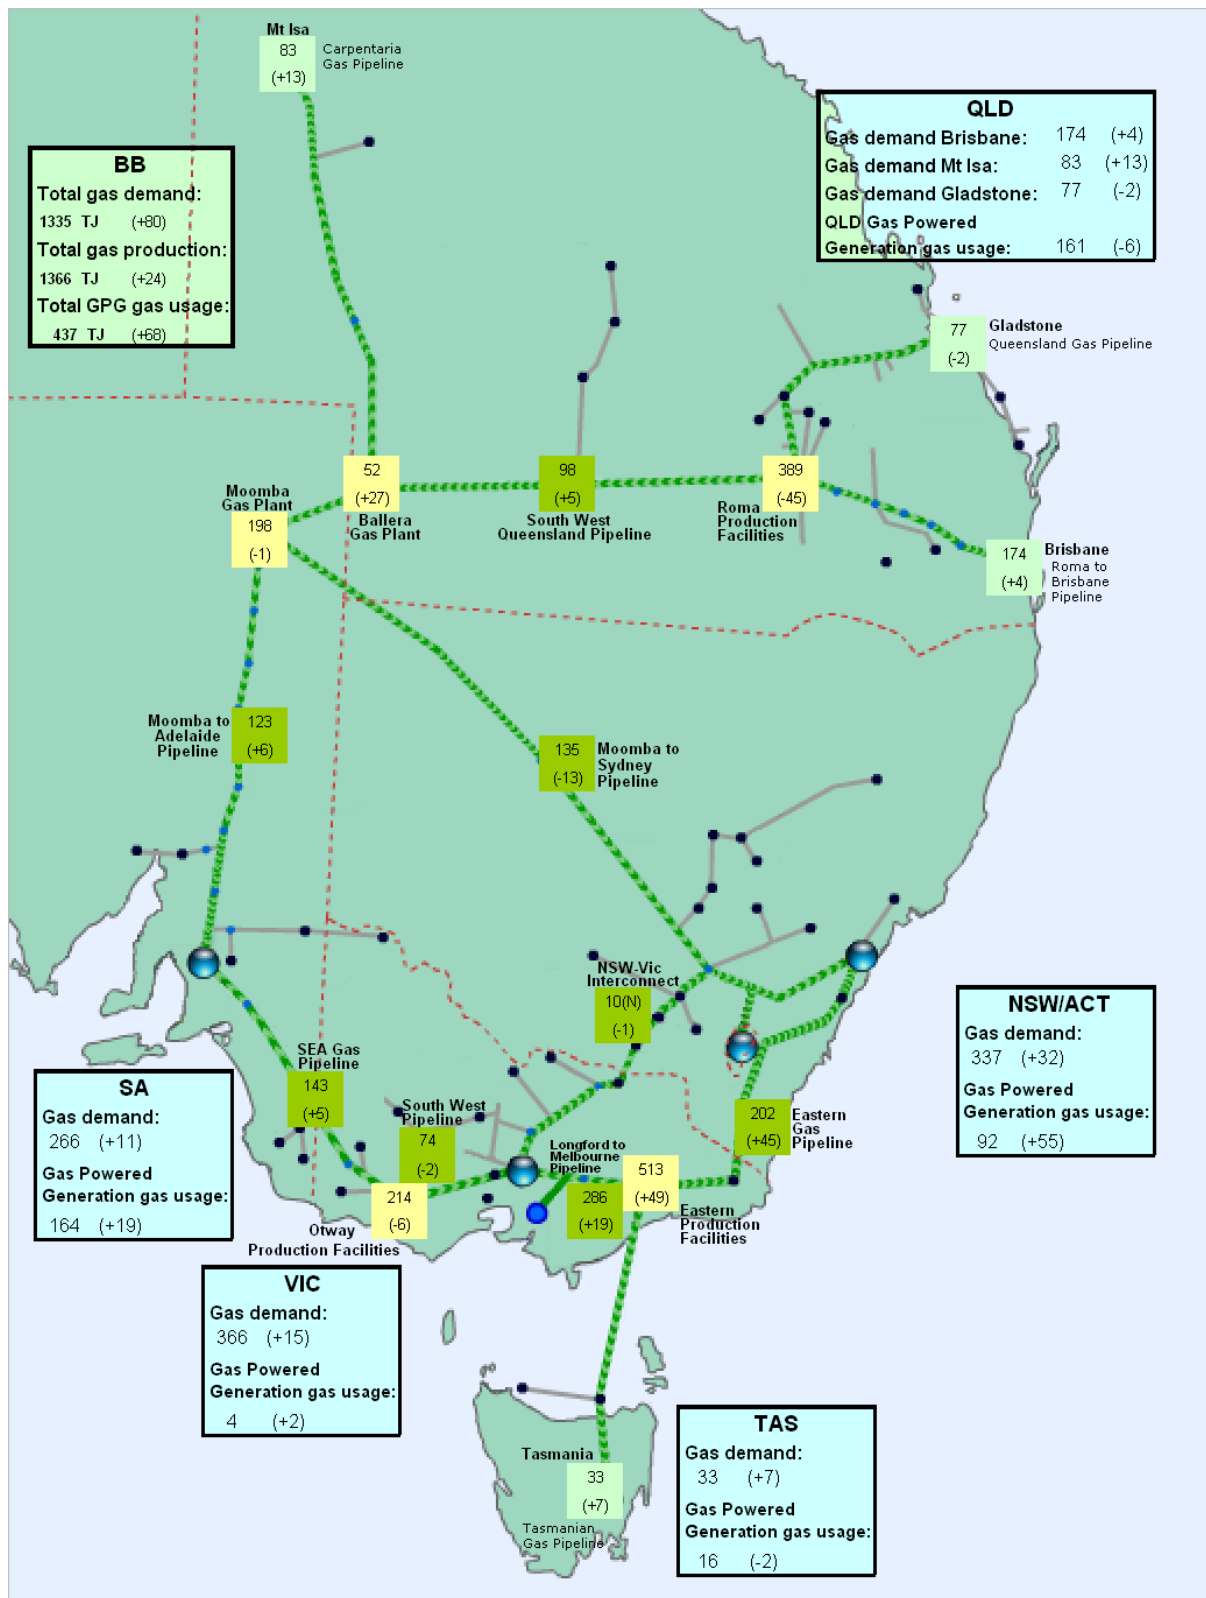 Mt Isa
83
(+13)
Carpentaria
Gas Pipeline
BB
Total gas demand:
1335 TJ (+80)
Total gas production:
1366 TJ (+24)
Total GPG gas usage:
437 TJ (+68)
QLD
Gas demand Brisbane: 174 (+4)
Gas demand Mt Isa: 83 (+13)
Gas demand Gladstone: 77 (-2)
QLD Gas Powered
Generation gas usage: 161 (-6)
77
(-2)
Gladstone
Queensland Gas Pipeline
Moomba
Gas Plant
198
(-1)
52
(+27)
Ballera
Gas Plant
98
(+5)
South West
Queensland Pipeline
389
(-45)
Roma
Production
Facilities
174
(+4)
Brisbane
Roma to
Brisbane
Pipeline
Moomba to
Adelaide
Pipeline
123
(+6)
135
(-13)
Moomba to
Sydney
Pipeline
NSW-Vic
Interconnect
10(N)
(-1)
NSW/ACT
Gas demand:
337 (+32)
Gas Powered
Generation gas usage:
92 (+55)
SEA Gas
Pipeline
143
(+5)
SA
Gas demand:
266 (+11)
Gas Powered
Generation gas usage:
164 (+19)
South West
Pipeline
74
(-2)
Longford to
Melbourne
Pipeline
286
(+19)
513
(+49)
Eastern
Production
Facilities
202
(+45)
Eastern
Gas
Pipeline
214
(-6)
Otway
Production Facilities
VIC
Gas demand:
366 (+15)
Gas Powered
Generation gas usage:
4 (+2)
Tasmania
33
(+7)
Tasmanian
Gas Pipeline
TAS
Gas demand:
33 (+7)
Gas Powered
Generation gas usage:
16 (-2)